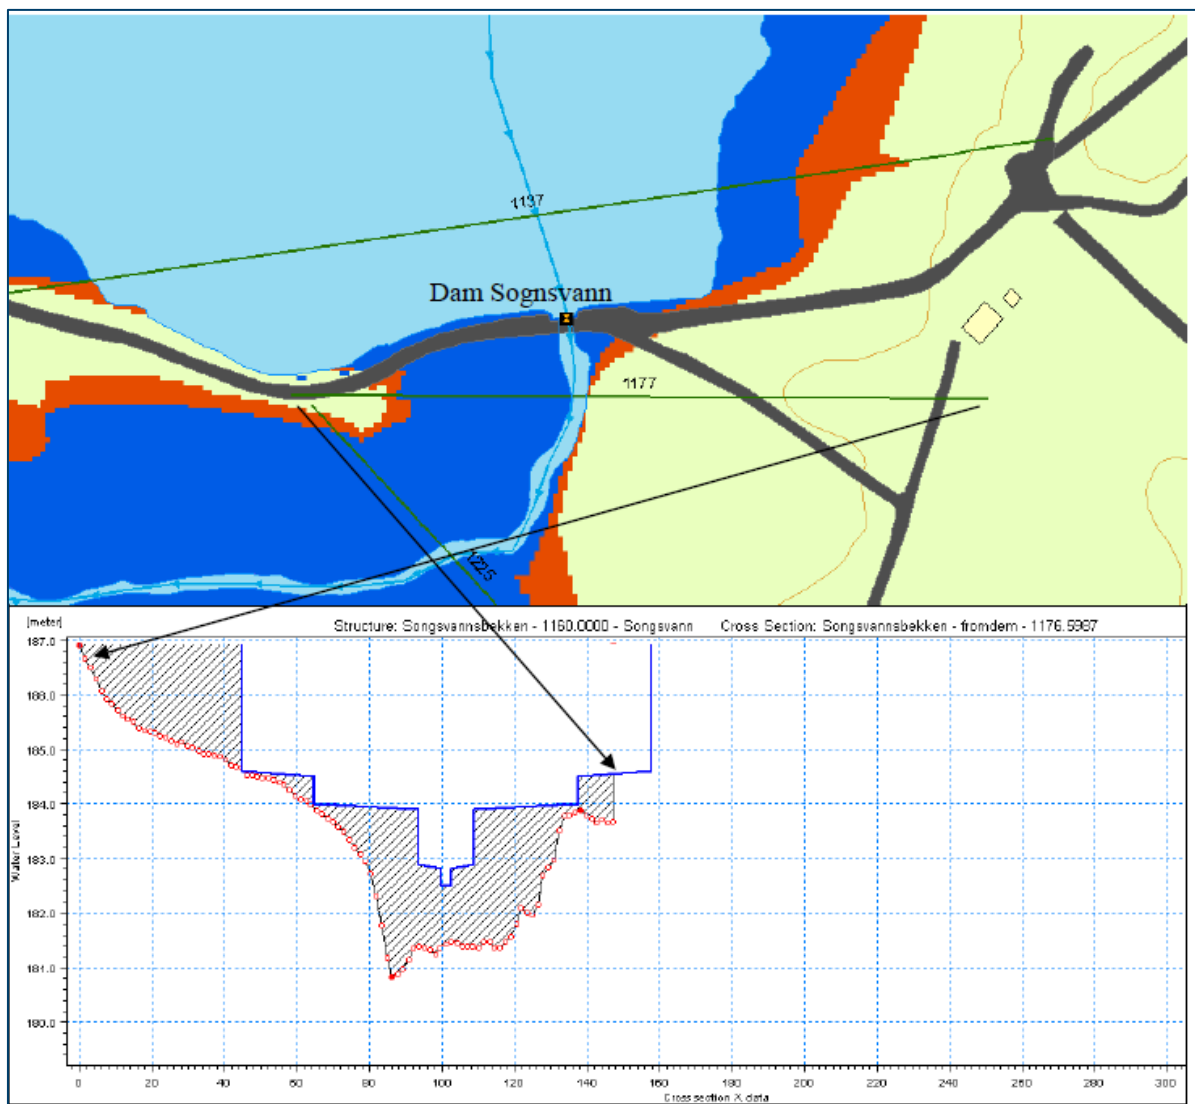 1137
Dam Sognsvann
1177
1225
[meter] Structure: Songsvannsbekken - 1160.0000 - Songsvann Cross Section: Songsvannsbekken - fromdem - 1176.5987
187.0
186.0
185.0
184.0
183.0
182.0
181.0
180.0
Water Level
0 20 40 60 80 100 120 140 160 180 200 220 240 260 280 300
Cross section X data